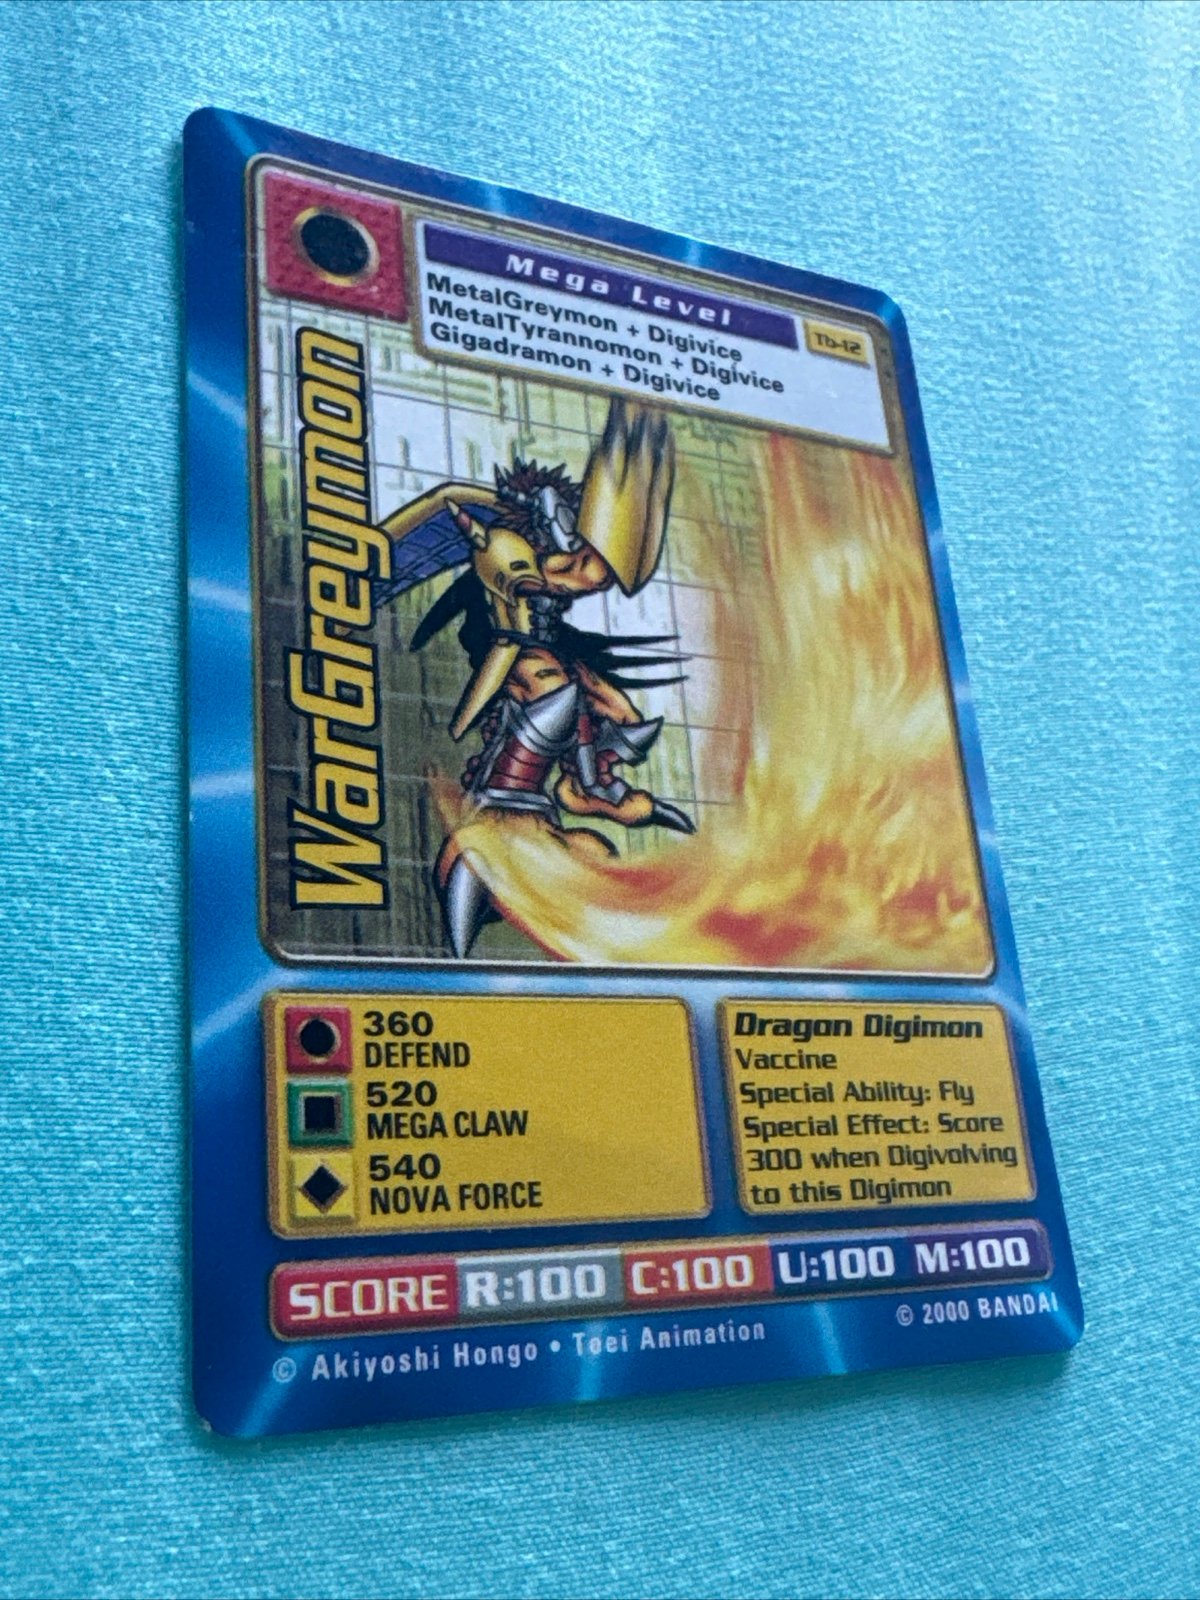 Mega Level
MetalGreymon + Digivice
MetalTyrannomon + Digivice
Gigadramon + Digivice
WarGreymon
360
DEFEND
520
MEGA CLAW
540
NOVA FORCE
Dragon Digimon
Vaccine
Special Ability: Fly
Special Effect: Score
300 when Digivolving
to this Digimon
SCORE R:100 C:100 U:100 M:100
© Akiyoshi Hongo • Toei Animation
© 2000 BANDAI